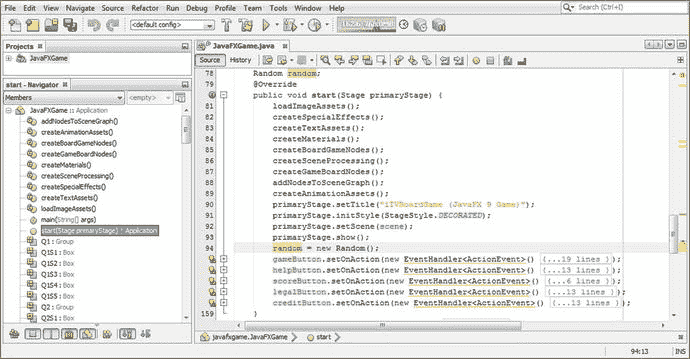 File Edit View Navigate Source Refactor Run Debug Profile Team Tools Window Help
Search (Ctrl+I)
<default config>
Projects
JavaFXGame
start - Navigator
Members
<empty>
JavaFXGame :: Application
addNodesToSceneGraph()
createAnimationAssets()
createBoardGameNodes()
createGameBoardNodes()
createMaterials()
createSceneProcessing()
createSpecialEffects()
createTextAssets()
loadImageAssets()
main(String[] args)
start(Stage primaryStage) ↑ Application
Q1 : Group
Q1S1 : Box
Q1S2 : Box
Q1S3 : Box
Q1S4 : Box
Q1S5 : Box
Q2 : Group
Q2S1 : Box
JavaFXGame.java
Source History
78 Random random;
79 @Override
public void start(Stage primaryStage) {
81 loadImageAssets();
82 createSpecialEffects();
83 createTextAssets();
84 createMaterials();
85 createBoardGameNodes();
86 createSceneProcessing();
87 createGameBoardNodes();
88 addNodesToSceneGraph();
89 createAnimationAssets();
90 primaryStage.setTitle("iTVBoardGame (JavaFX 9 Game)");
91 primaryStage.initStyle(StageStyle.DECORATED);
92 primaryStage.setScene(scene);
93 primaryStage.show();
94 random = new Random();
gameButton.setOnAction(new EventHandler<ActionEvent>() {...19 lines }
helpButton.setOnAction(new EventHandler<ActionEvent>() {...13 lines }
scoreButton.setOnAction(new EventHandler<ActionEvent>() {...6 lines }
legalButton.setOnAction(new EventHandler<ActionEvent>() {...13 lines }
creditButton.setOnAction(new EventHandler<ActionEvent>() {...13 lines }
159 }
javafxgame.JavaFXGame
start
94:13
INS